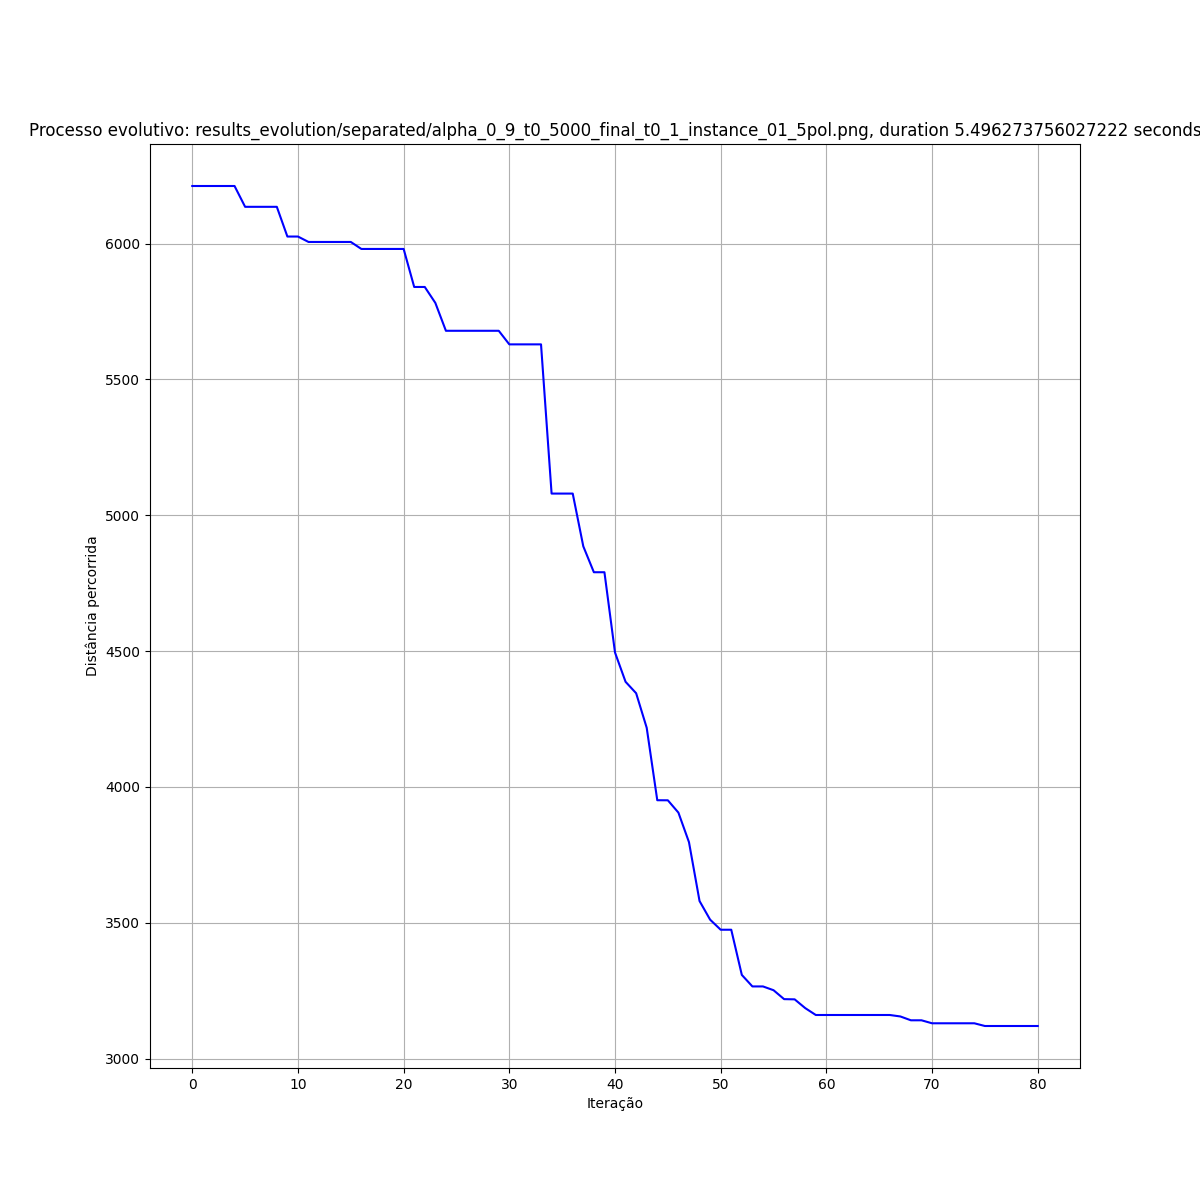 Processo evolutivo: results_evolution/separated/alpha_0_9_t0_5000_final_t0_1_instance_01_5pol.png, duration 5.496273756027222 seconds
6000
5500
5000
4500
4000
3500
3000
Distância percorrida
0 10 20 30 40 50 60 70 80
Iteração